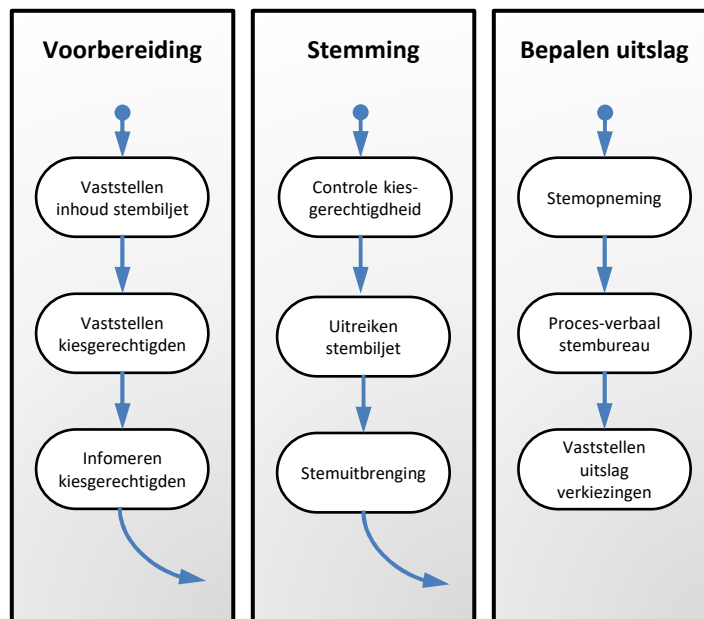 Voorbereiding
Vaststellen
inhoud stembiljet
Vaststellen
kiesgerechtigden
Infomeren
kiesgerechtigden
Stemming
Controle kies-
gerechtigdheid
Uitreiken
stembiljet
Stemuitbrenging
Bepalen uitslag
Stemopneming
Proces-verbaal
stembureau
Vaststellen
uitslag
verkiezingen